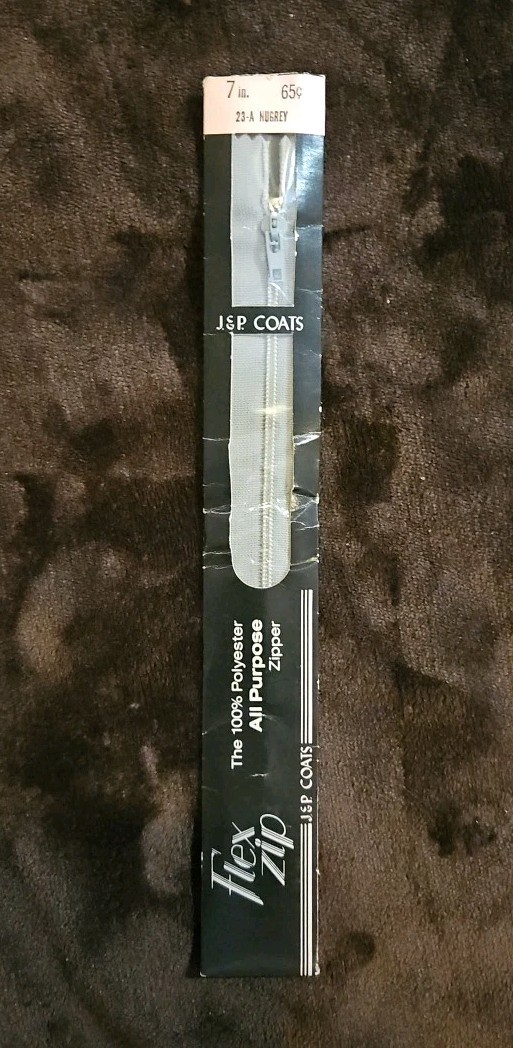 7 in. 65¢
23-A NUGREY
J.&P. COATS
The 100% Polyester
All Purpose
Zipper
Flex
Zip
J.&P. COATS